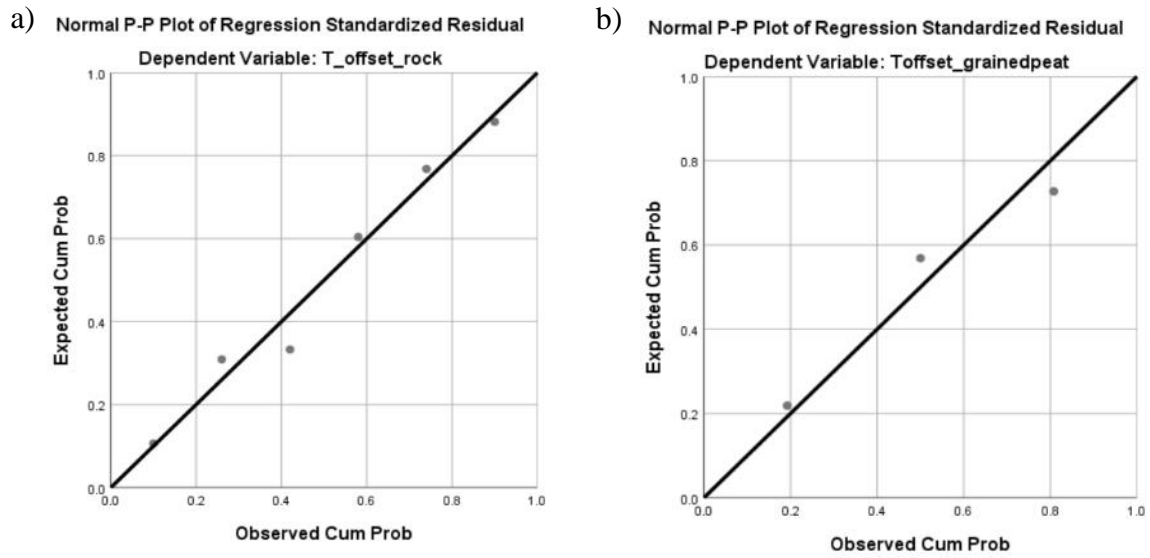 a)
Normal P-P Plot of Regression Standardized Residual
Dependent Variable: T_offset_rock
1.0
0.8
0.6
0.4
0.2
0.0
Expected Cum Prob
0.0 0.2 0.4 0.6 0.8 1.0
Observed Cum Prob
b)
Normal P-P Plot of Regression Standardized Residual
Dependent Variable: Toffset_grainedpeat
1.0
0.8
0.6
0.4
0.2
0.0
Expected Cum Prob
0.0 0.2 0.4 0.6 0.8 1.0
Observed Cum Prob